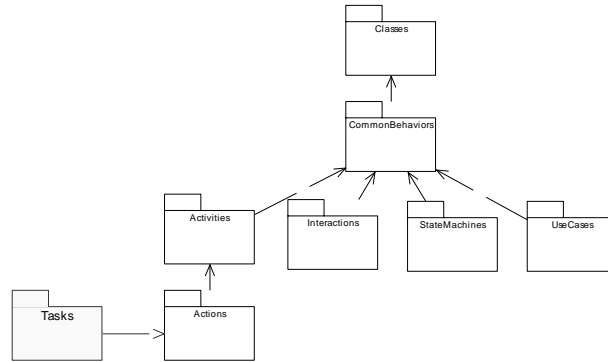 Classes
CommonBehaviors
Activities
Interactions
StateMachines
UseCases
Tasks
Actions